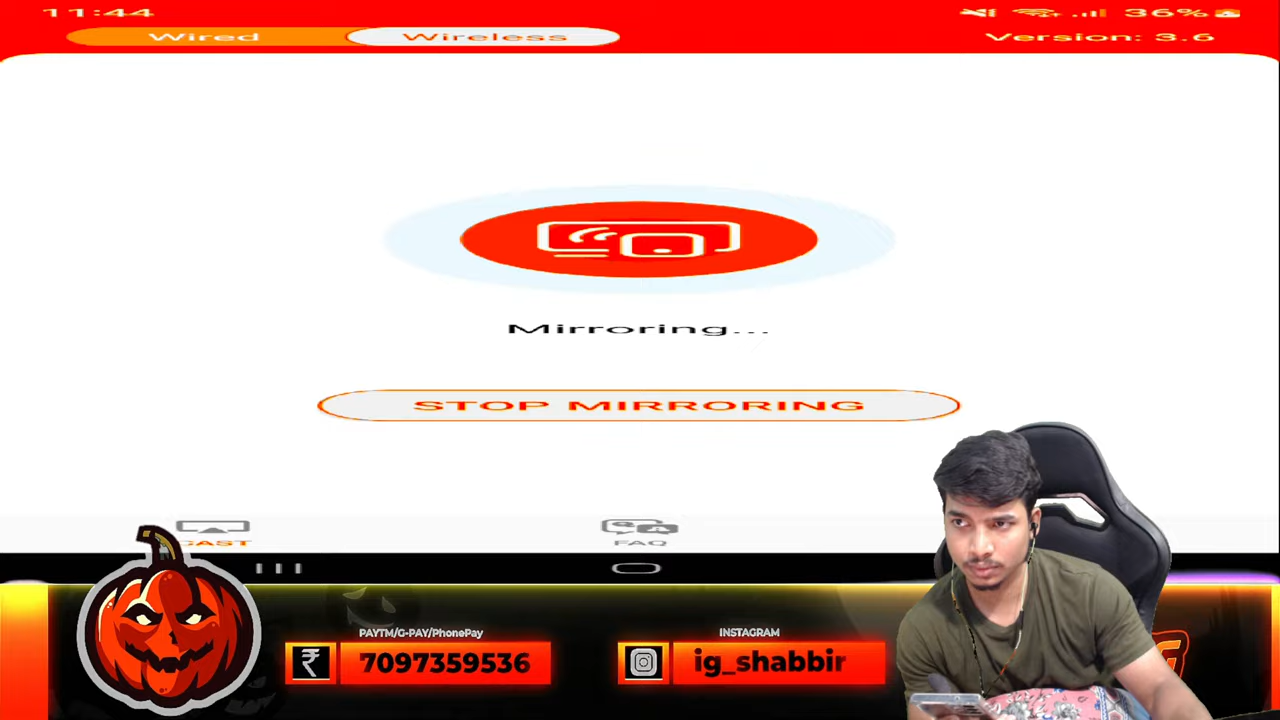 11:44
36%
Wired
Wireless
Version: 3.6
Mirroring...
STOP MIRRORING
CAST
FAQ
PAYTM/G-PAY/PhonePay
7097359536
INSTAGRAM
ig_shabbir